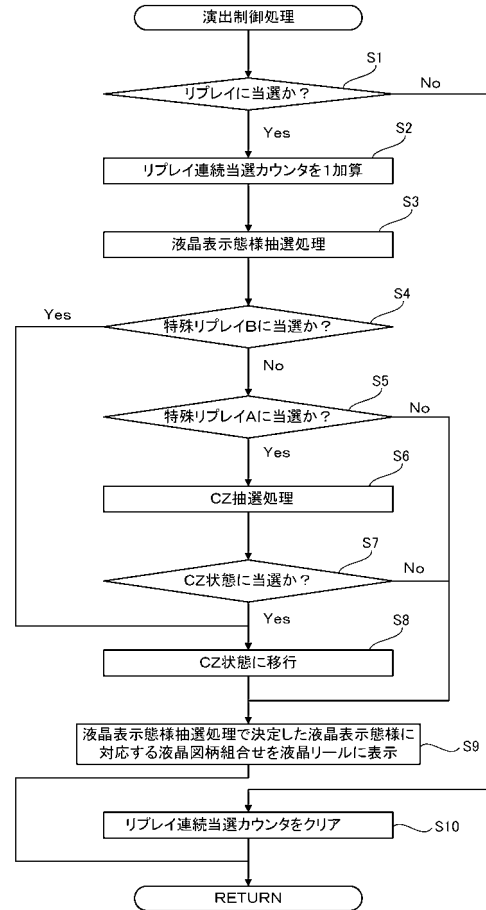 演出制御処理
S1
リプレイに当選か？
No
Yes
S2
リプレイ連続当選カウンタを1加算
S3
液晶表示態様抽選処理
S4
Yes
特殊リプレイBに当選か？
No
S5
特殊リプレイAに当選か？
No
Yes
S6
CZ抽選処理
S7
CZ状態に当選か？
No
Yes
S8
CZ状態に移行
液晶表示態様抽選処理で決定した液晶表示態様に
対応する液晶図柄組合せを液晶リールに表示
S9
リプレイ連続当選カウンタをクリア
S10
RETURN